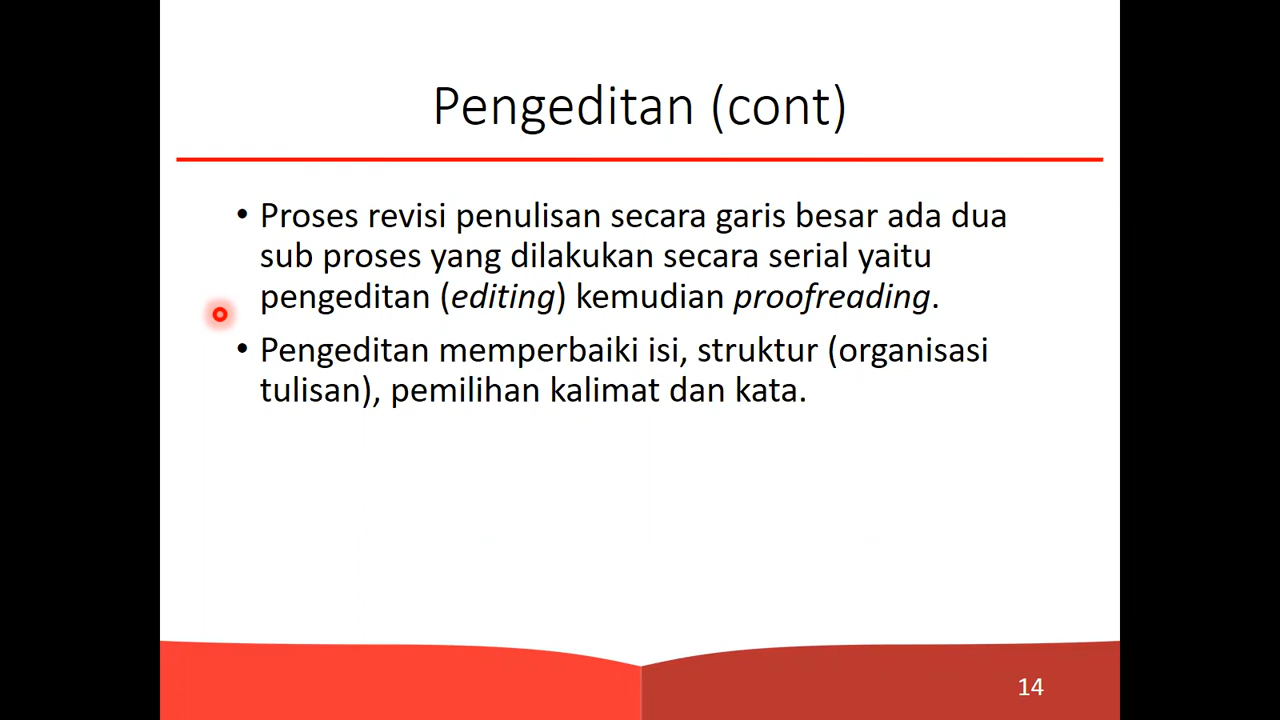 Pengeditan (cont)
• Proses revisi penulisan secara garis besar ada dua
sub proses yang dilakukan secara serial yaitu
pengeditan (editing) kemudian proofreading.
• Pengeditan memperbaiki isi, struktur (organisasi
tulisan), pemilihan kalimat dan kata.
14